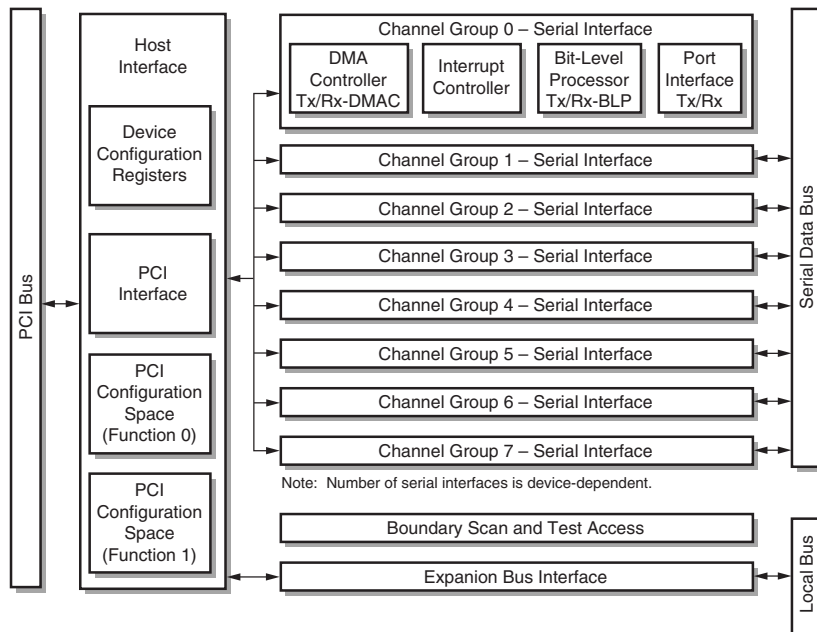 PCI Bus
Host
Interface
Device
Configuration
Registers
PCI
Interface
PCI
Configuration
Space
(Function 0)
PCI
Configuration
Space
(Function 1)
Channel Group 0 – Serial Interface
DMA
Controller
Tx/Rx-DMAC
Interrupt
Controller
Bit-Level
Processor
Tx/Rx-BLP
Port
Interface
Tx/Rx
Channel Group 1 – Serial Interface
Channel Group 2 – Serial Interface
Channel Group 3 – Serial Interface
Channel Group 4 – Serial Interface
Channel Group 5 – Serial Interface
Channel Group 6 – Serial Interface
Channel Group 7 – Serial Interface
Note: Number of serial interfaces is device-dependent.
Boundary Scan and Test Access
Expansion Bus Interface
Serial Data Bus
Local Bus